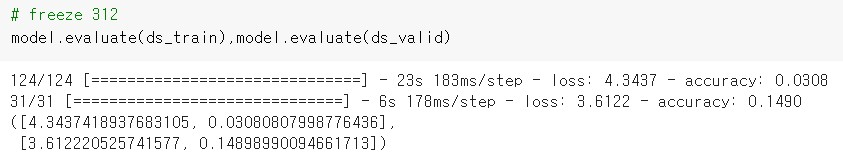 # freeze 312
model.evaluate(ds_train),model.evaluate(ds_valid)
124/124 [==============================] - 23s 183ms/step - loss: 4.3437 - accuracy: 0.0308
31/31 [==============================] - 6s 178ms/step - loss: 3.6122 - accuracy: 0.1490
([4.3437418937683105, 0.03080807998776436],
[3.612220525741577, 0.14898990094661713])